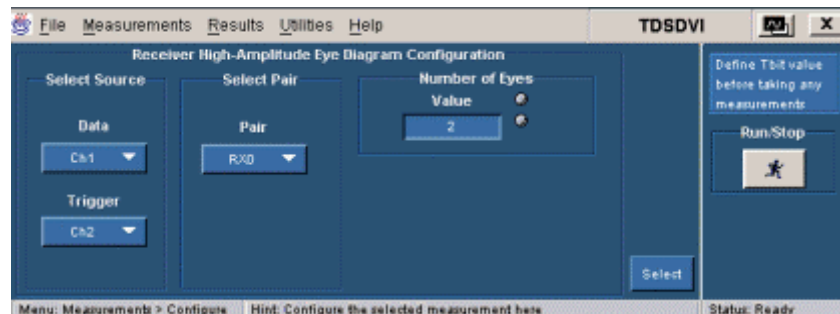 File Measurements Results Utilities Help TDSDVI X
Receiver High-Amplitude Eye Diagram Configuration
Select Source
Data
Ch1
Trigger
Ch2
Select Pair
Pair
RX0
Number of Eyes
Value
2
Select
Define Tbit value
before taking any
measurements
Run/Stop
Menu: Measurements > Configure
Hint: Configure the selected measurement here
Status: Ready